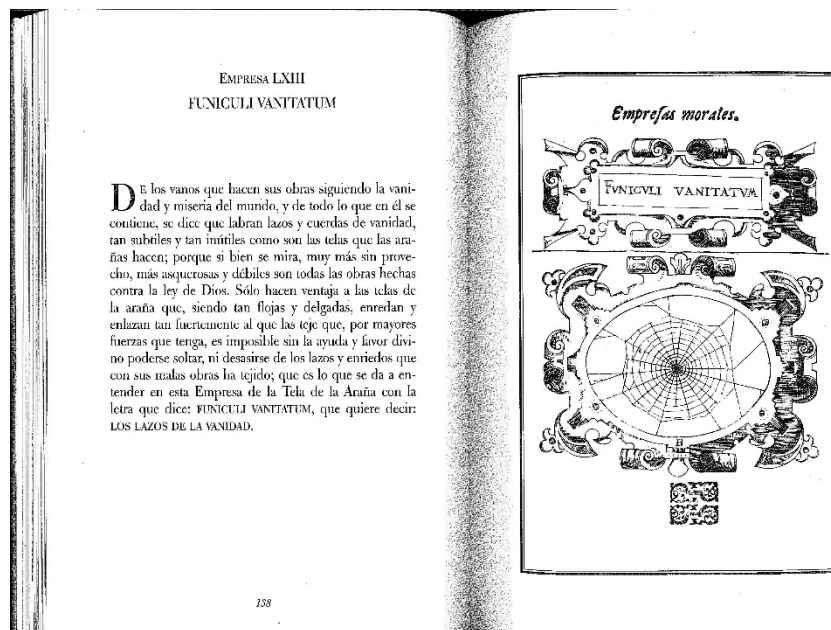 EMPRESA LXIII
FUNICULI VANITATUM
DE los vanos que hacen sus obras siguiendo la vani-
dad y miseria del mundo, y de todo lo que en él se
contiene, se dice que labran lazos y cuerdas de vanidad,
tan subtiles y tan inútiles como son las telas que las ara-
ñas hacen; porque si bien se mira, muy más sin prove-
cho, más asquerosas y débiles son todas las obras hechas
contra la ley de Dios. Sólo hacen ventaja a las telas de
la araña que, siendo tan flojas y delgadas, enredan y
enlazan tan fuertemente al que las teje que, por mayores
fuerzas que tenga, es imposible sin la ayuda y favor divi-
no poderse soltar, ni desasirse de los lazos y enriedos que
con sus malas obras ha tejido; que es lo que se da a en-
tender en esta Empresa de la Tela de la Araña con la
letra que dice: FUNICULI VANITATUM, que quiere decir:
LOS LAZOS DE LA VANIDAD.
138
Empreſas morales.
FVNICVLI VANITATVM